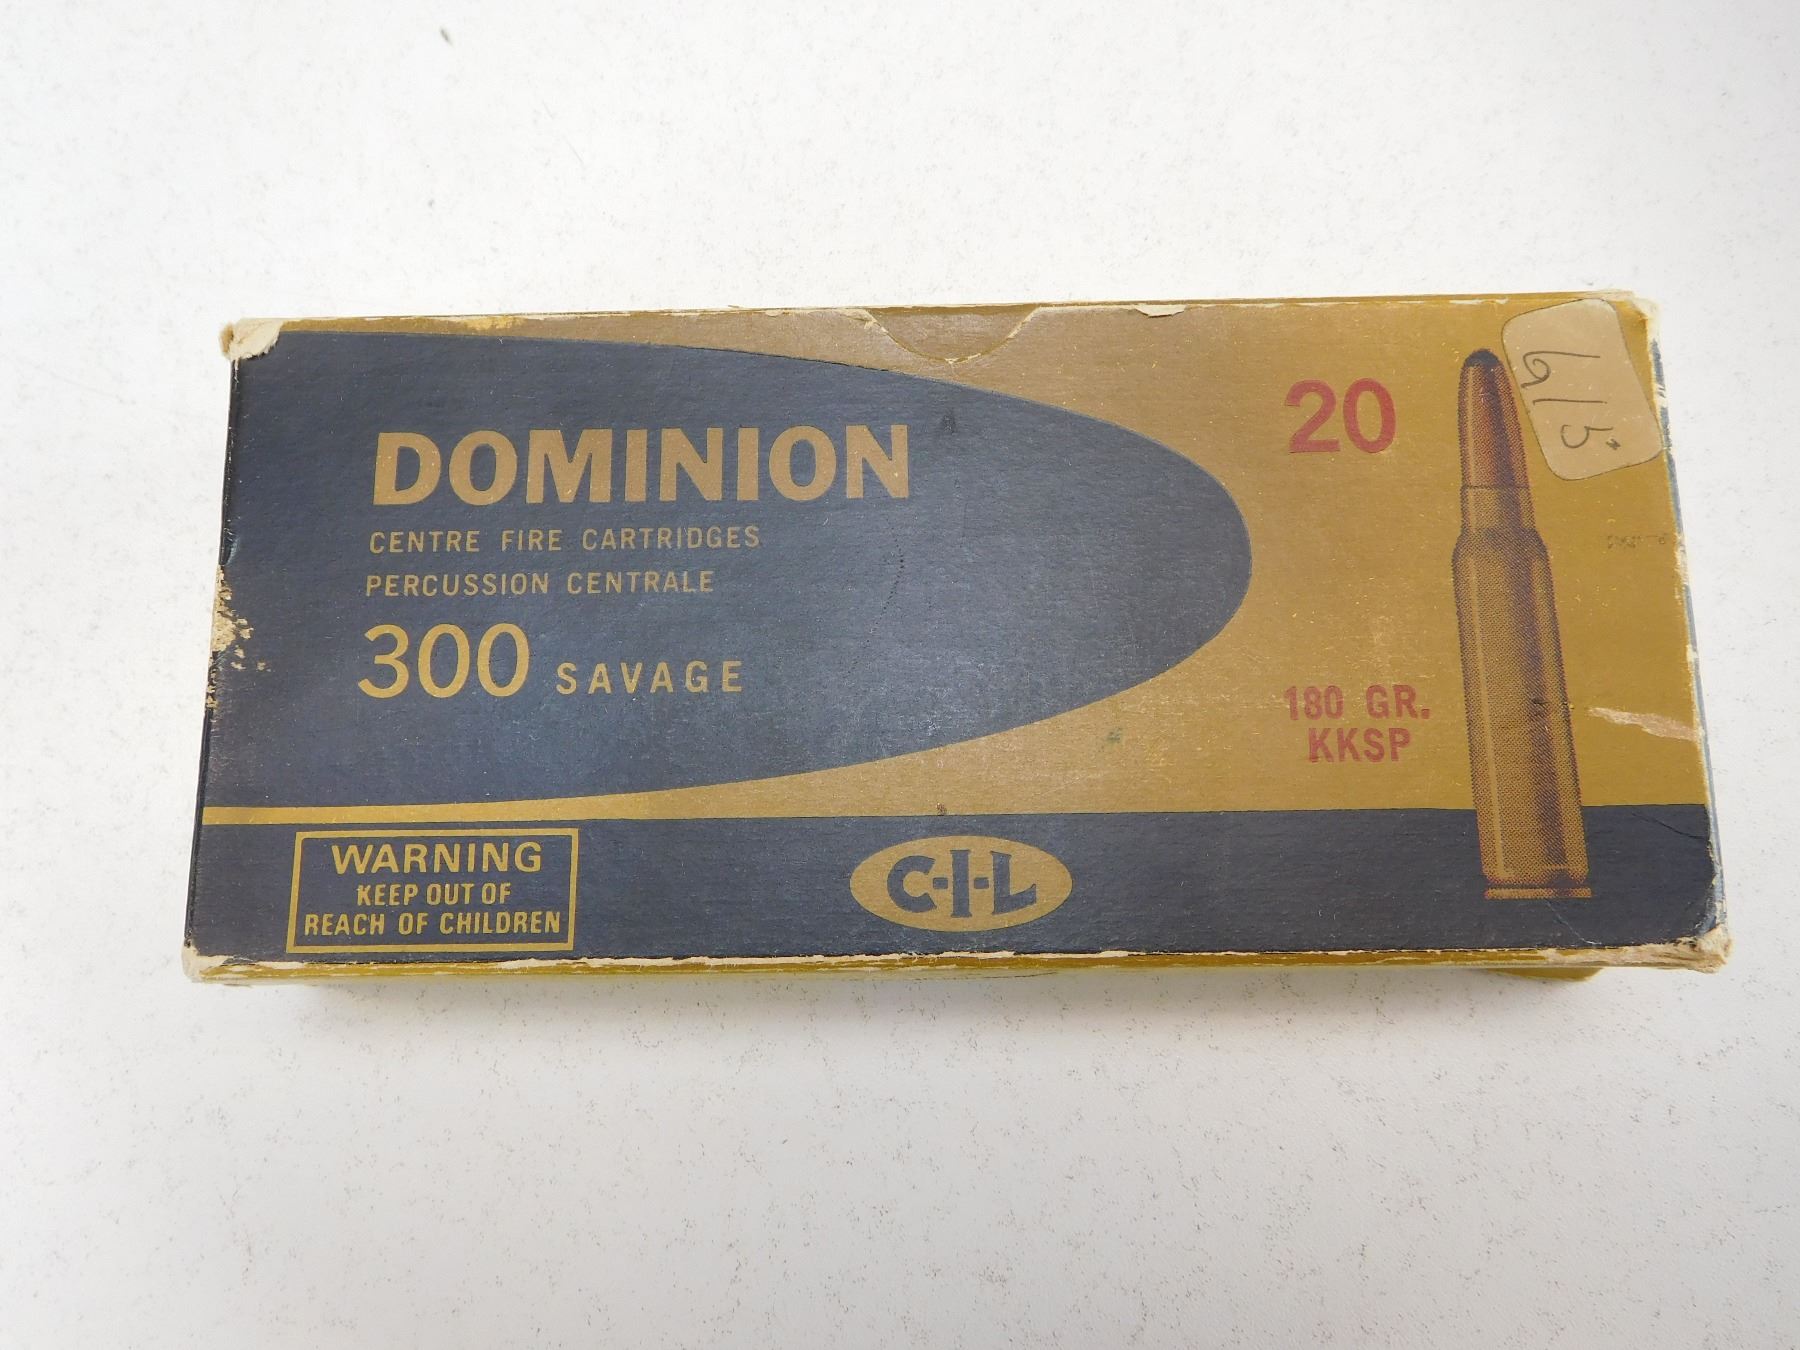 DOMINION
CENTRE FIRE CARTRIDGES
PERCUSSION CENTRALE
300 SAVAGE
20
180 GR.
KKSP
WARNING
KEEP OUT OF
REACH OF CHILDREN
C-I-L